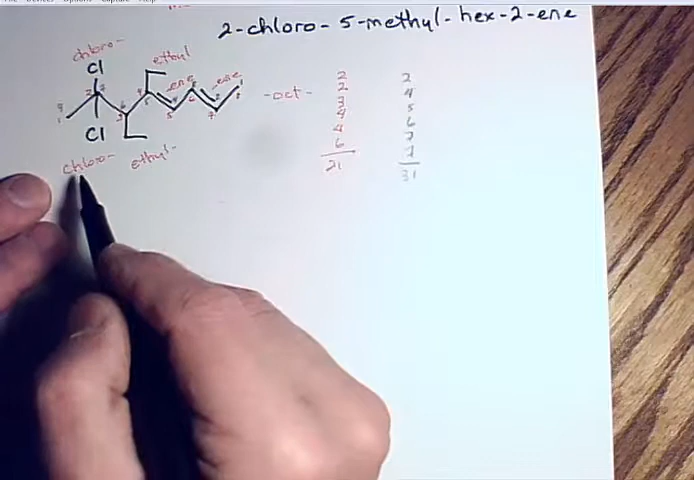 2-chloro-5-methyl-hex-2-ene
chloro-
ethyl
Cl
ene
ene
-oct-
Cl
chloro-
ethyl-
2
2
3
4
4
6
21
2
4
5
6
7
7
31